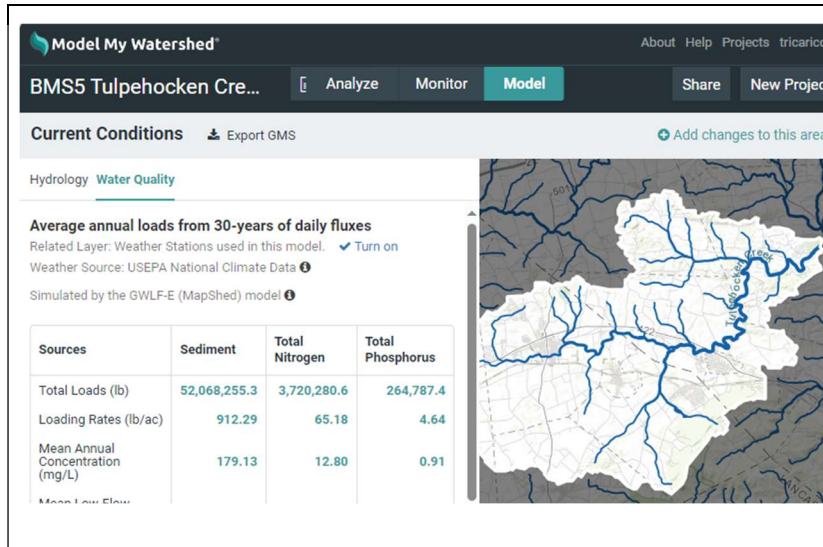 Model My Watershed®
About Help Projects tricaric
BMS5 Tulpehocken Cre...
Analyze Monitor Model
Share New Projec
Current Conditions Export GMS
Add changes to this area
Hydrology Water Quality
Average annual loads from 30-years of daily fluxes
Related Layer: Weather Stations used in this model. Turn on
Weather Source: USEPA National Climate Data
Simulated by the GWLF-E (MapShed) model
Sources Sediment Total Nitrogen Total Phosphorus
Total Loads (lb) 52,068,255.3 3,720,280.6 264,787.4
Loading Rates (lb/ac) 912.29 65.18 4.64
Mean Annual Concentration (mg/L) 179.13 12.80 0.91
Mean Low Flow
501
Tulpehocken Creek
422